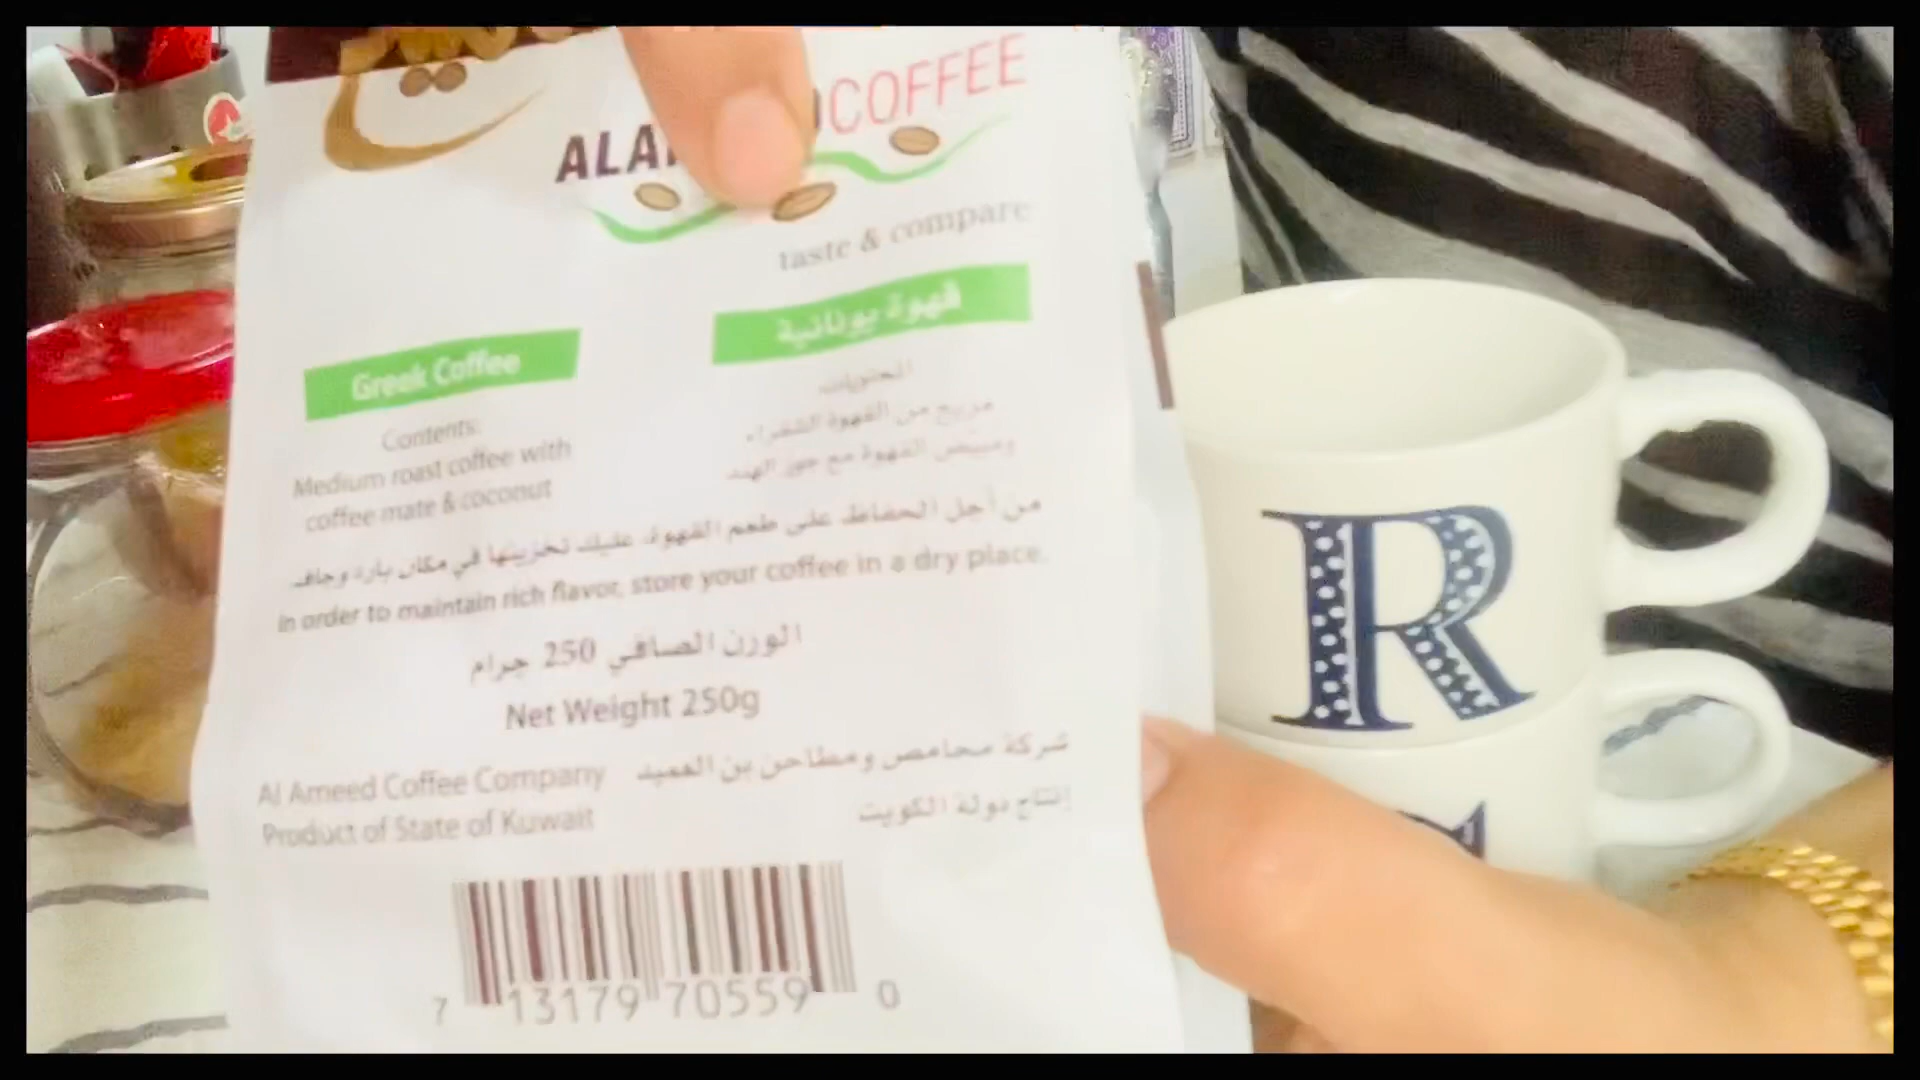 COFFEE
taste & compare
قهوة يونانية
Greek Coffee
المحتويات:
مزيج من القهوة الشقراء
ومبيض القهوة مع جوز الهند
Contents:
Medium roast coffee with
coffee mate & coconut
من أجل الحفاظ على طعم القهوة، عليك تخزينها في مكان بارد وجاف.
In order to maintain rich flavor, store your coffee in a dry place.
الوزن الصافي 250 جرام
Net Weight 250g
شركة محامص ومطاحن بن العميد
إنتاج دولة الكويت
Al Ameed Coffee Company
Product of State of Kuwait
7 13179 70559 0
R